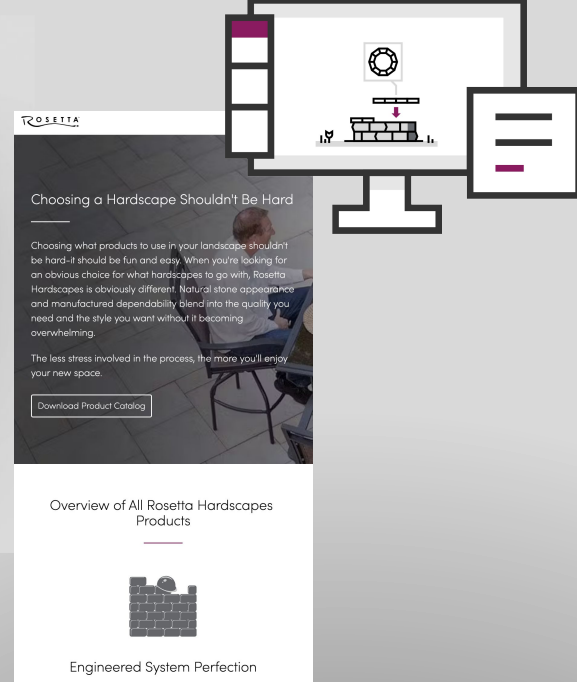 ROSETTA
Choosing a Hardscape Shouldn't Be Hard
Choosing what products to use in your landscape shouldn't
be hard–it should be fun and easy. When you're looking for
an obvious choice for what hardscapes to go with, Rosetta
Hardscapes is obviously different. Natural stone appearance
and manufactured dependability blend into the quality you
need and the style you want without it becoming
overwhelming.
The less stress involved in the process, the more you'll enjoy
your new space.
Download Product Catalog
Overview of All Rosetta Hardscapes
Products
Engineered System Perfection